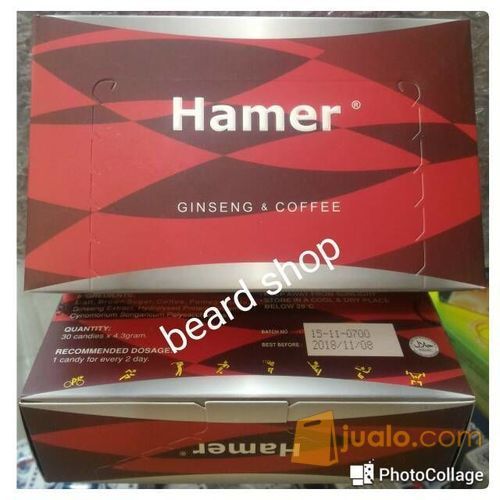 Hamer®
GINSENG & COFFEE
beard shop
STORE IN A COOL & DRY PLACE
BELOW
QUANTITY:
30 candies x 4.3gram.
RECOMMENDED DOSAGE
1 candy for every 2 day.
BATCH NO
15-11-0700
BEST BEFORE
2018/11/08
Hamer®
jualo.com
PhotoCollage